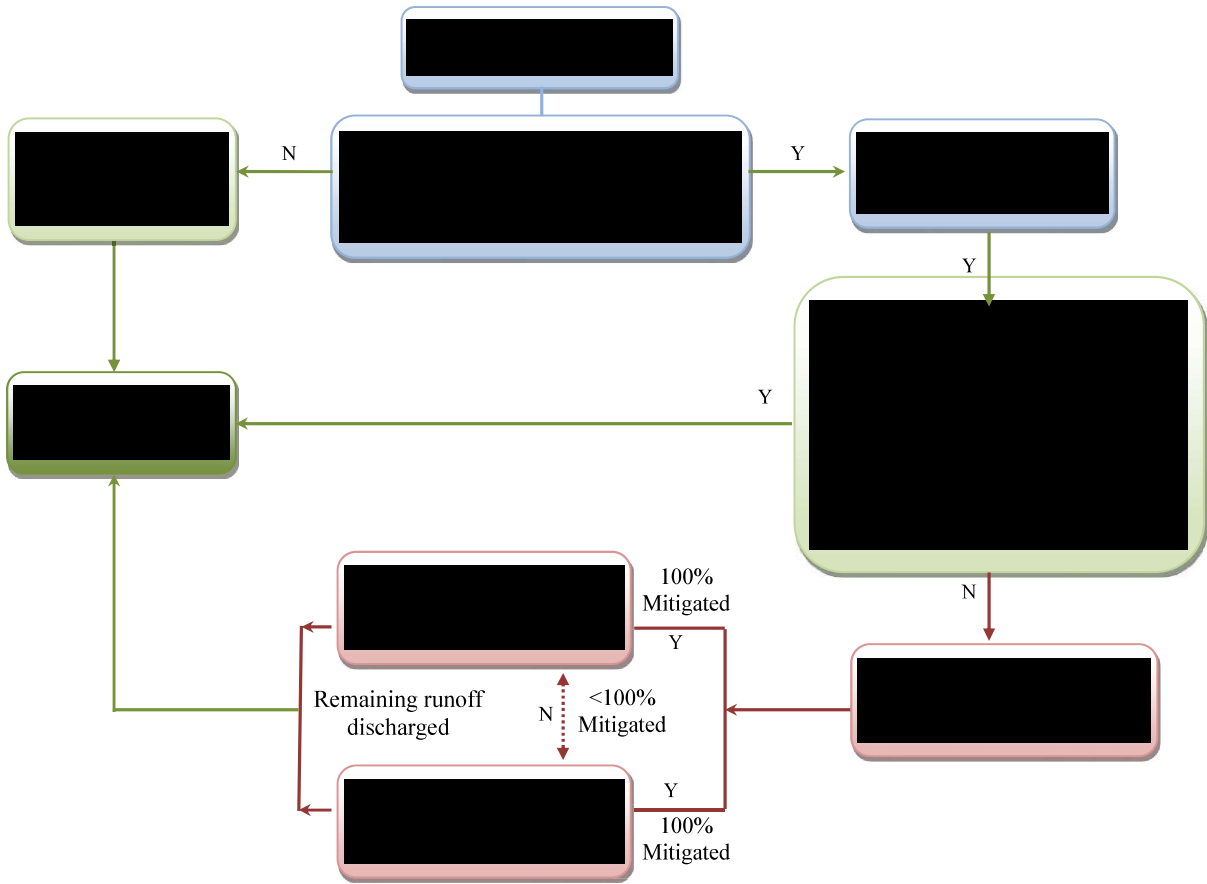 N
Y
Y
Y
N
100%
Mitigated
Y
Remaining runoff
discharged
N
<100%
Mitigated
Y
100%
Mitigated